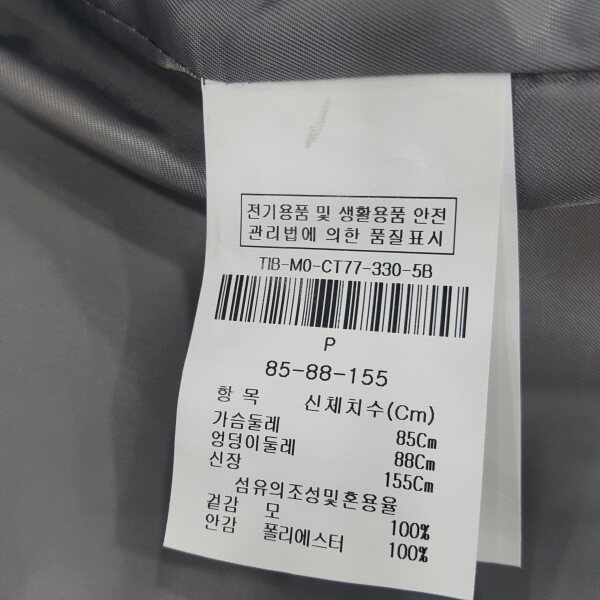 전기용품 및 생활용품 안전
관리법에 의한 품질표시
TIB-MO-CT77-330-5B
P
85-88-155
항 목 신체치수(Cm)
가슴둘레 85Cm
엉덩이둘레 88Cm
신장 155Cm
섬유의조성및혼용율
겉감 모 100%
안감 폴리에스터 100%